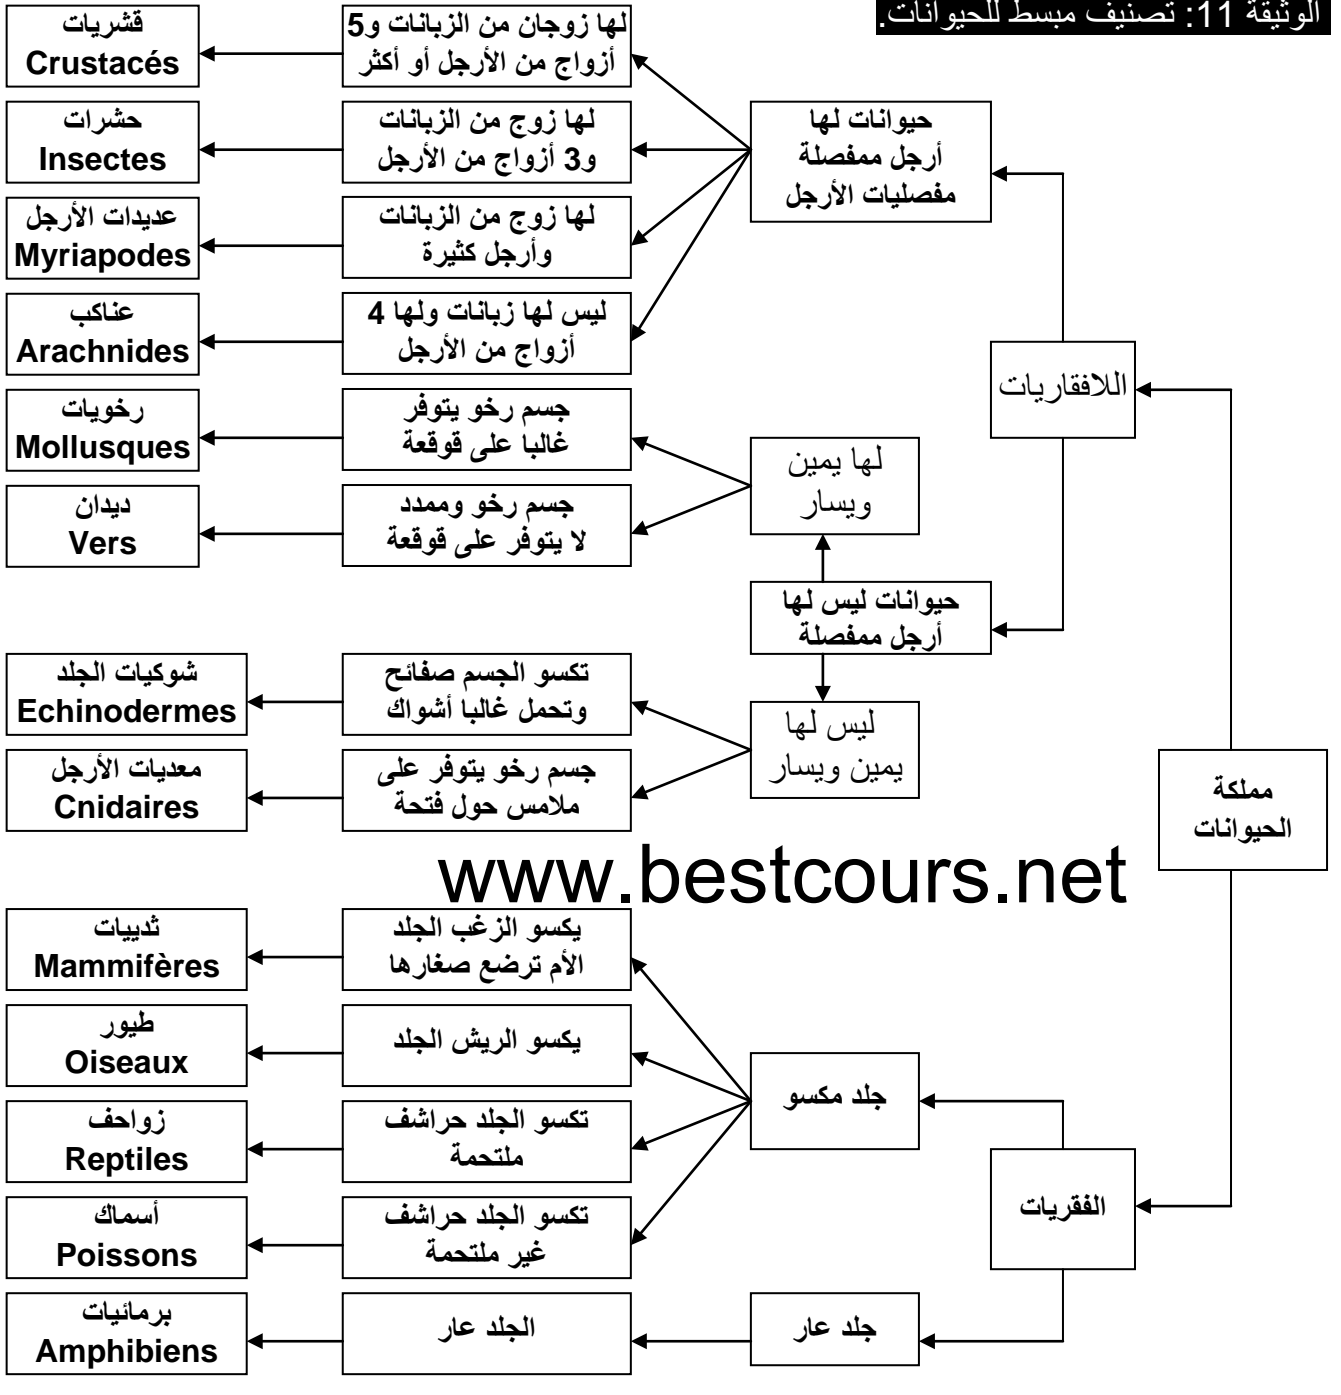 الوثيقة 11: تصنيف مبسط للحيوانات.
مملكة
الحيوانات
اللافقاريات
حيوانات لها
أرجل ممفصلة
مفصليات الأرجل
لها زوجان من الزبانات و5
أزواج من الأرجل أو أكثر
قشريات
Crustacés
لها زوج من الزبانات
و3 أزواج من الأرجل
حشرات
Insectes
لها زوج من الزبانات
وأرجل كثيرة
عديدات الأرجل
Myriapodes
ليس لها زبانات ولها 4
أزواج من الأرجل
عناكب
Arachnides
حيوانات ليس لها
أرجل ممفصلة
لها يمين
ويسار
جسم رخو يتوفر
غالبا على قوقعة
رخويات
Mollusques
جسم رخو وممدد
لا يتوفر على قوقعة
ديدان
Vers
ليس لها
يمين ويسار
تكسو الجسم صفائح
وتحمل غالبا أشواك
شوكيات الجلد
Echinodermes
جسم رخو يتوفر على
ملامس حول فتحة
معديات الأرجل
Cnidaires
www.bestcours.net
الفقريات
جلد مكسو
يكسو الزغب الجلد
الأم ترضع صغارها
ثدييات
Mammifères
يكسو الريش الجلد
طيور
Oiseaux
تكسو الجلد حراشف
ملتحمة
زواحف
Reptiles
تكسو الجلد حراشف
غير ملتحمة
أسماك
Poissons
جلد عار
الجلد عار
برمائيات
Amphibiens